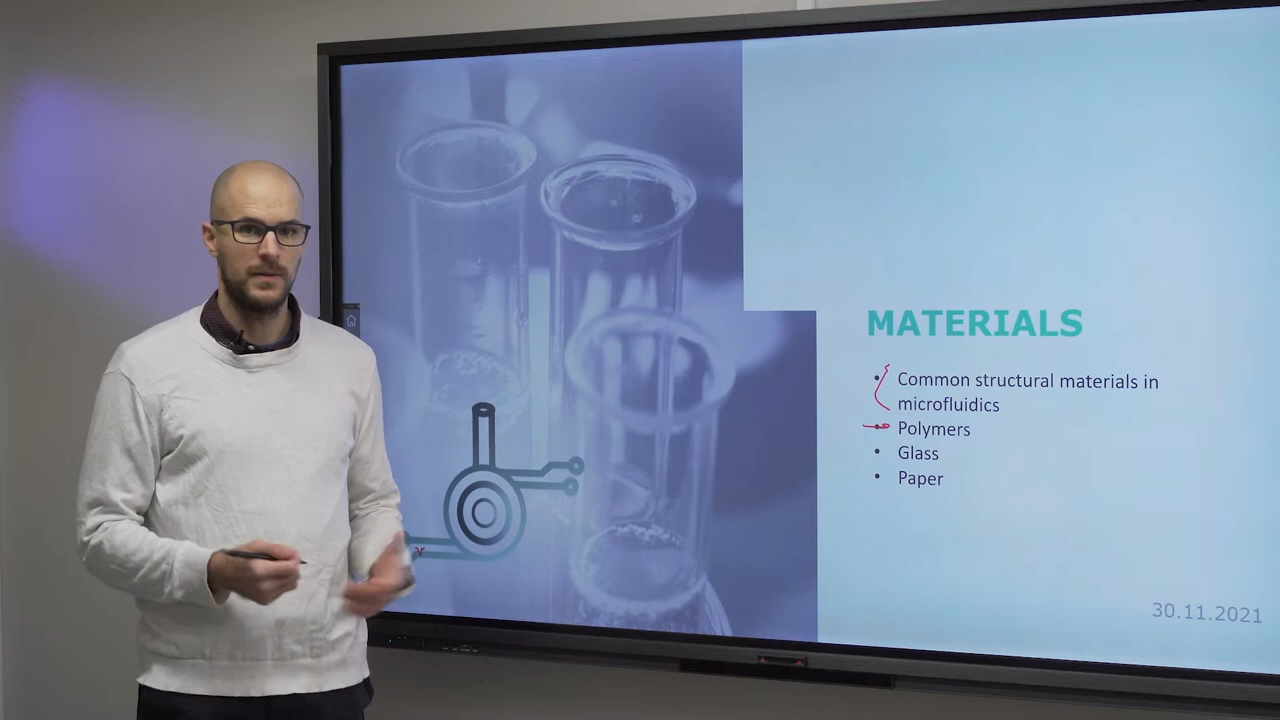 MATERIALS
• Common structural materials in
microfluidics
Polymers
• Glass
• Paper
30.11.2021